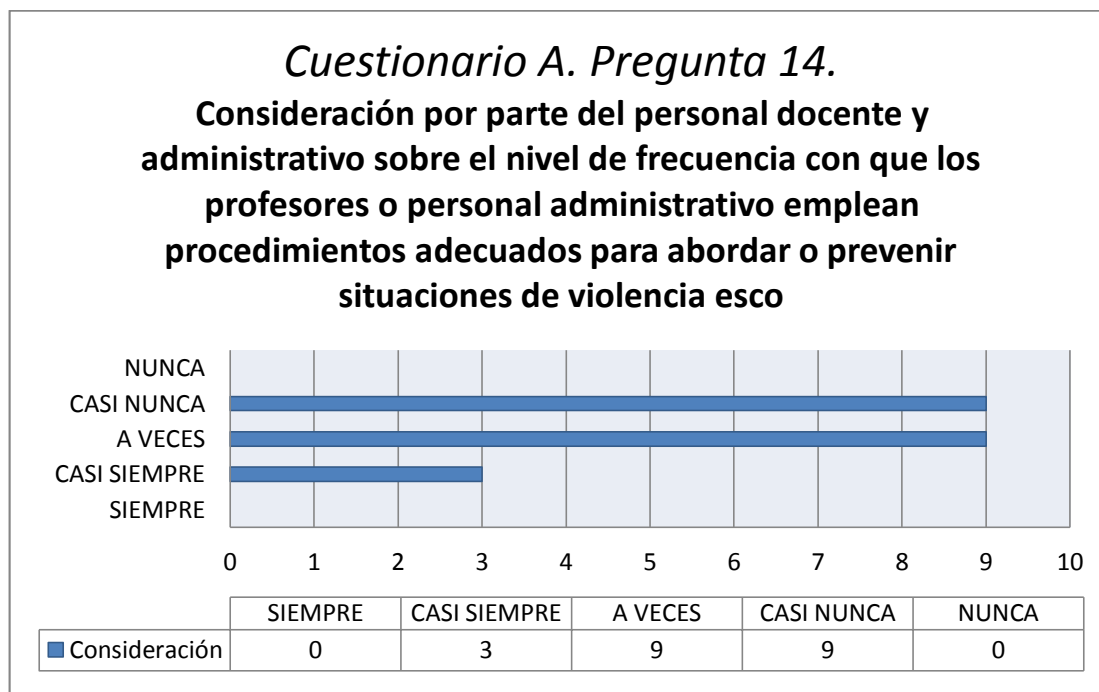 Cuestionario A. Pregunta 14.
Consideración por parte del personal docente y
administrativo sobre el nivel de frecuencia con que los
profesores o personal administrativo emplean
procedimientos adecuados para abordar o prevenir
situaciones de violencia esco
NUNCA
CASI NUNCA
A VECES
CASI SIEMPRE
SIEMPRE
0 1 2 3 4 5 6 7 8 9 10
SIEMPRE CASI SIEMPRE A VECES CASI NUNCA NUNCA
Consideración 0 3 9 9 0